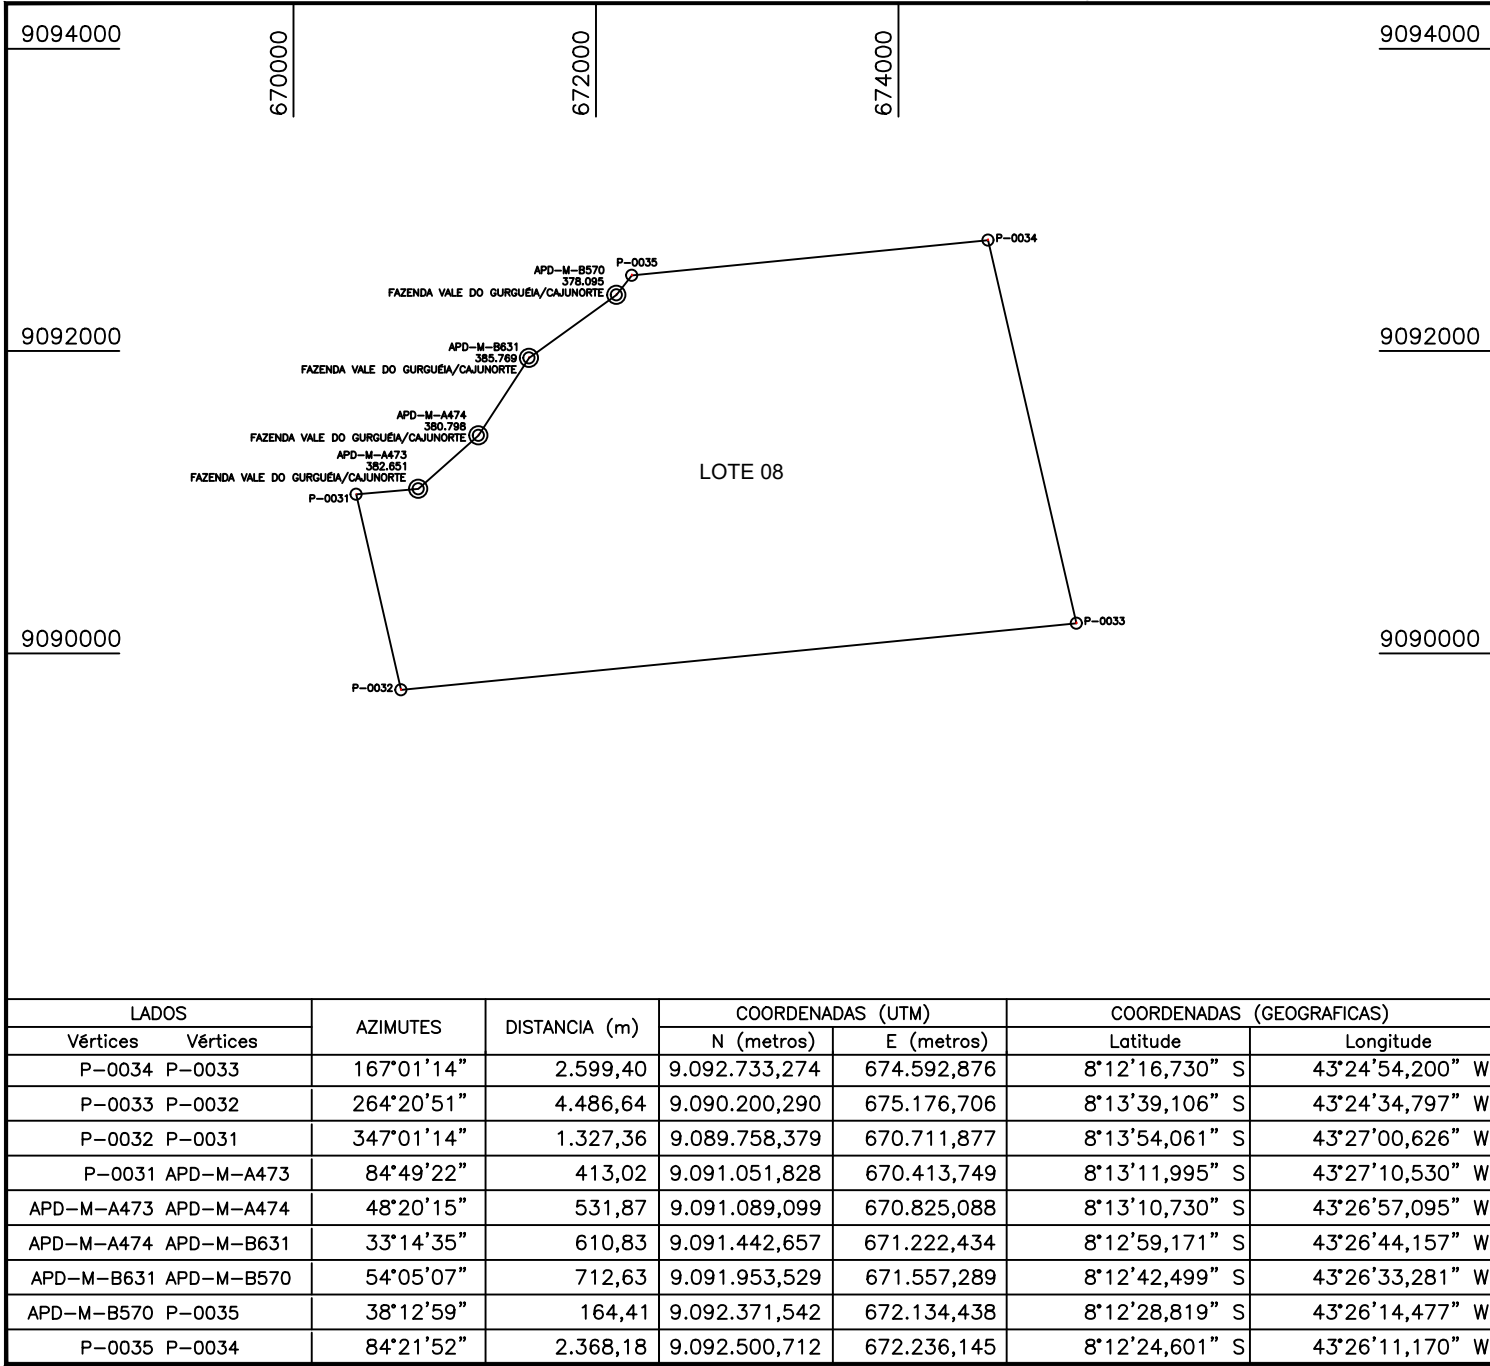 9094000
670000
672000
674000
9094000
P-0034
P-0035
APD-M-B570
378.095
FAZENDA VALE DO GURGUÉIA/CAJUNORTE
9092000
9092000
APD-M-B631
385.769
FAZENDA VALE DO GURGUÉIA/CAJUNORTE
APD-M-A474
380.798
FAZENDA VALE DO GURGUÉIA/CAJUNORTE
APD-M-A473
382.651
FAZENDA VALE DO GURGUÉIA/CAJUNORTE
LOTE 08
P-0031
P-0033
9090000
9090000
P-0032
LADOS AZIMUTES DISTANCIA (m) COORDENADAS (UTM) COORDENADAS (GEOGRAFICAS)
Vértices Vértices N (metros) E (metros) Latitude Longitude
P-0034 P-0033 167°01'14" 2.599,40 9.092.733,274 674.592,876 8°12'16,730" S 43°24'54,200" W
P-0033 P-0032 264°20'51" 4.486,64 9.090.200,290 675.176,706 8°13'39,106" S 43°24'34,797" W
P-0032 P-0031 347°01'14" 1.327,36 9.089.758,379 670.711,877 8°13'54,061" S 43°27'00,626" W
P-0031 APD-M-A473 84°49'22" 413,02 9.091.051,828 670.413,749 8°13'11,995" S 43°27'10,530" W
APD-M-A473 APD-M-A474 48°20'15" 531,87 9.091.089,099 670.825,088 8°13'10,730" S 43°26'57,095" W
APD-M-A474 APD-M-B631 33°14'35" 610,83 9.091.442,657 671.222,434 8°12'59,171" S 43°26'44,157" W
APD-M-B631 APD-M-B570 54°05'07" 712,63 9.091.953,529 671.557,289 8°12'42,499" S 43°26'33,281" W
APD-M-B570 P-0035 38°12'59" 164,41 9.092.371,542 672.134,438 8°12'28,819" S 43°26'14,477" W
P-0035 P-0034 84°21'52" 2.368,18 9.092.500,712 672.236,145 8°12'24,601" S 43°26'11,170" W